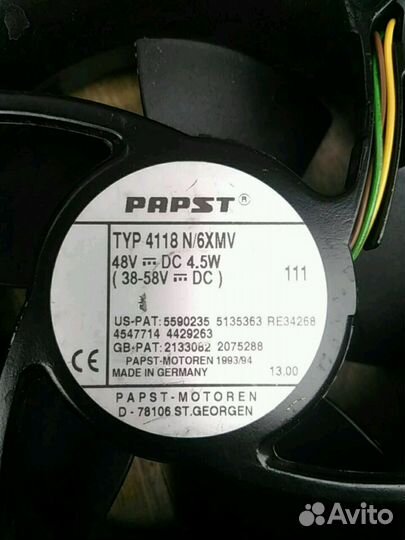 PAPST®
TYP 4118 N/6XMV
48V ⎓ DC 4.5W
(38-58V ⎓ DC)
111
US-PAT: 5590235 5135363 RE34268
4547714 4429263
GB-PAT: 2133082 2075288
PAPST-MOTOREN 1993/94
CE MADE IN GERMANY 13.00
PAPST-MOTOREN
D - 78106 ST.GEORGEN
Avito